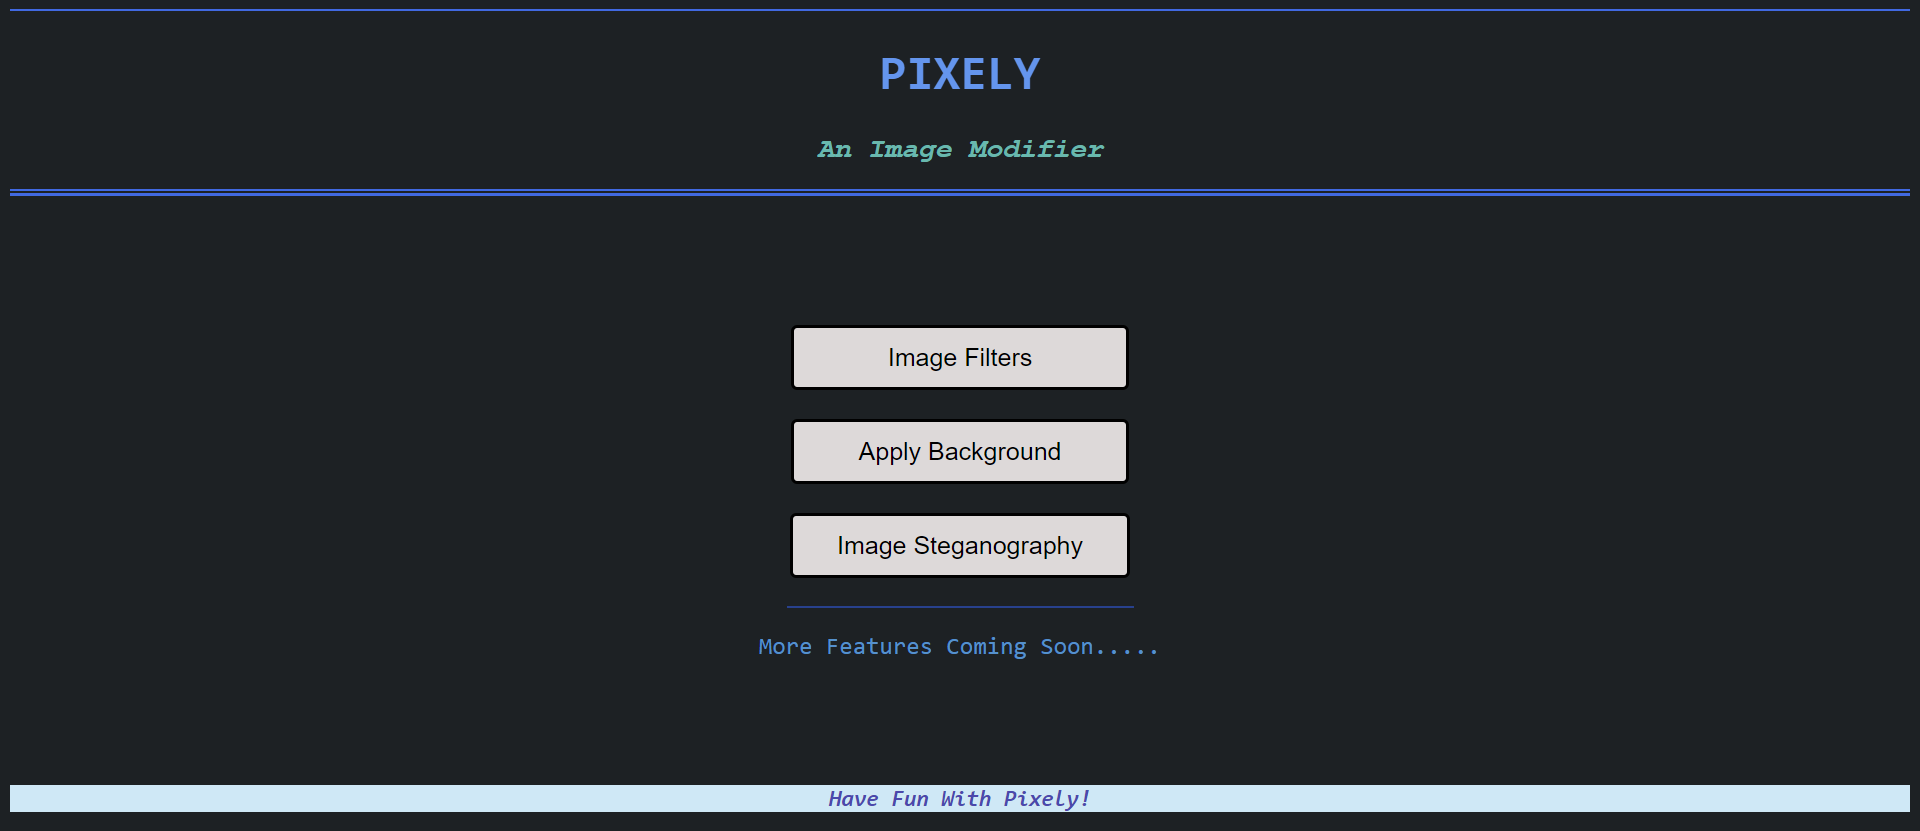 PIXELY
An Image Modifier
Image Filters
Apply Background
Image Steganography
More Features Coming Soon.....
Have Fun With Pixely!